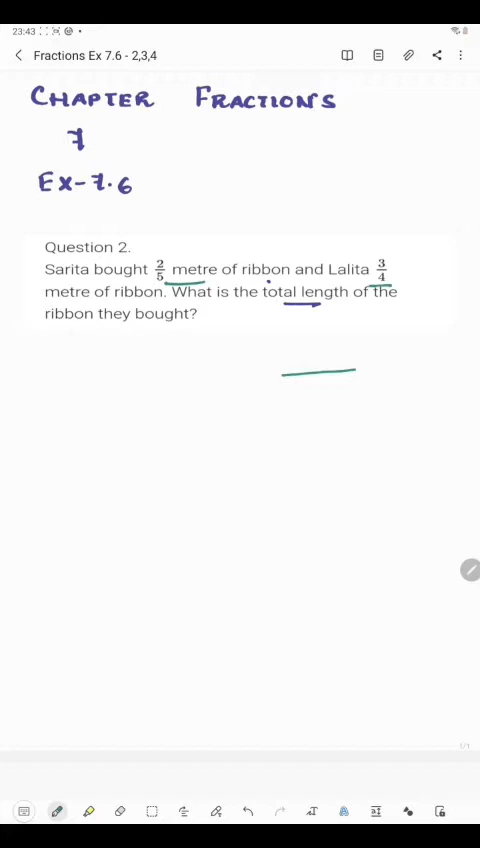 23:43
Fractions Ex 7.6 - 2,3,4
CHAPTER FRACTIONS
7
EX-7.6
Question 2.
Sarita bought 2/5 metre of ribbon and Lalita 3/4
metre of ribbon. What is the total length of the
ribbon they bought?
1/1